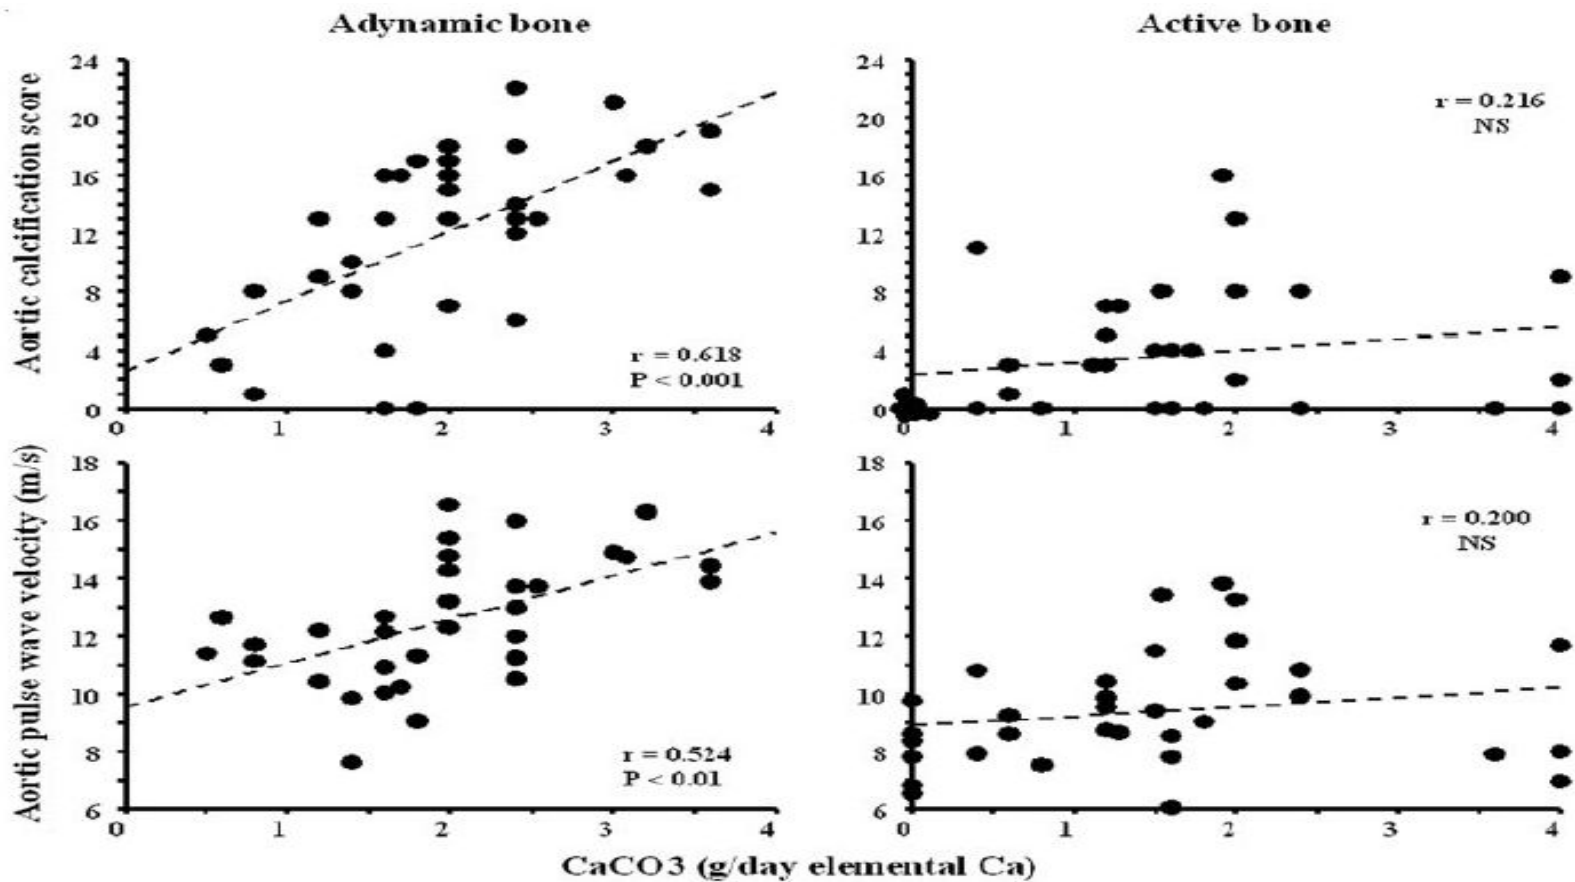 Adynamic bone
Active bone
Aortic calcification score
24
20
16
12
8
4
0
0 1 2 3 4
r = 0.618
P < 0.001
24
20
16
12
8
4
0
0 1 2 3 4
r = 0.216
NS
Aortic pulse wave velocity (m/s)
18
16
14
12
10
8
6
0 1 2 3 4
r = 0.524
P < 0.01
18
16
14
12
10
8
6
0 1 2 3 4
r = 0.200
NS
CaCO3 (g/day elemental Ca)